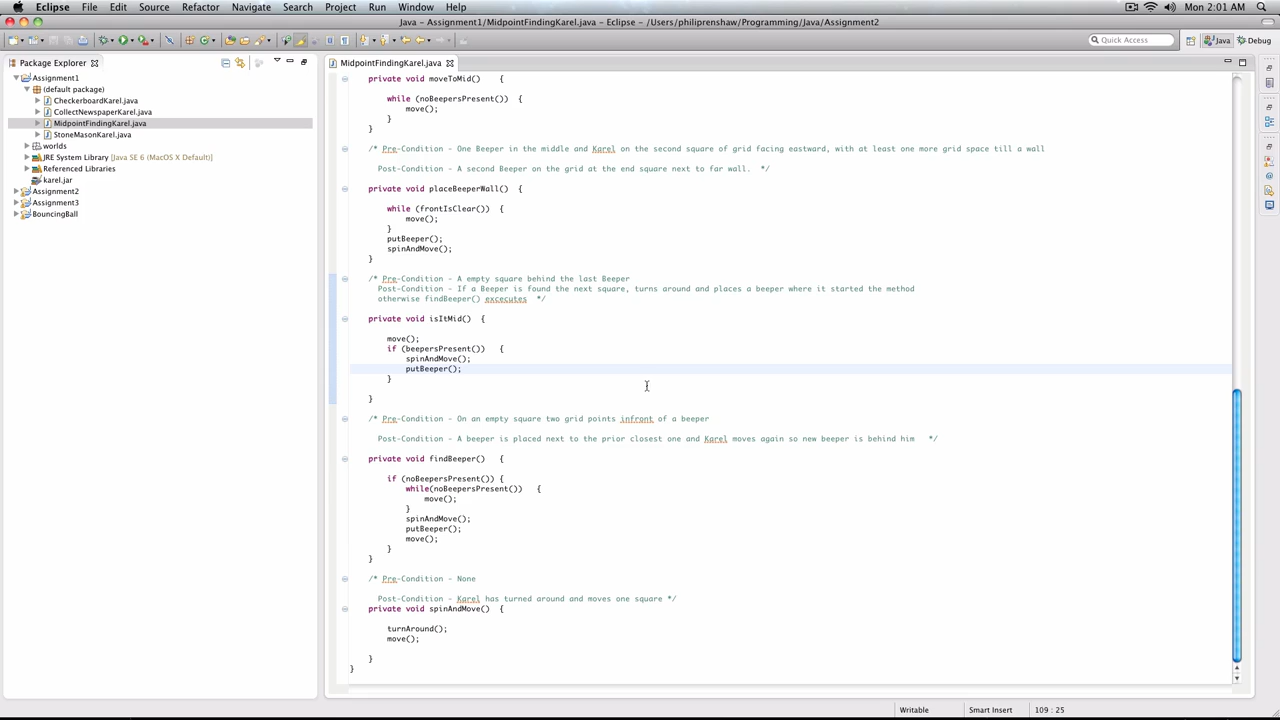 Eclipse File Edit Source Refactor Navigate Search Project Run Window Help Mon 2:01 AM
Java - Assignment1/MidpointFindingKarel.java - Eclipse - /Users/philiprenshaw/Programming/Java/Assignment2
Quick Access Java Debug
Package Explorer
Assignment1
(default package)
CheckerboardKarel.java
CollectNewspaperKarel.java
MidpointFindingKarel.java
StoneMasonKarel.java
worlds
JRE System Library [Java SE 6 (MacOS X Default)]
Referenced Libraries
karel.jar
Assignment2
Assignment3
BouncingBall
MidpointFindingKarel.java
private void moveToMid() {
while (noBeepersPresent()) {
move();
}
}
/* Pre-Condition - One Beeper in the middle and Karel on the second square of grid facing eastward, with at least one more grid space till a wall
Post-Condition - A second Beeper on the grid at the end square next to far wall. */
private void placeBeeperWall() {
while (frontIsClear()) {
move();
}
putBeeper();
spinAndMove();
}
/* Pre-Condition - A empty square behind the last Beeper
Post-Condition - If a Beeper is found the next square, turns around and places a beeper where it started the method
otherwise findBeeper() excecutes */
private void isItMid() {
move();
if (beepersPresent()) {
spinAndMove();
putBeeper();
}
}
/* Pre-Condition - On an empty square two grid points infront of a beeper
Post-Condition - A beeper is placed next to the prior closest one and Karel moves again so new beeper is behind him */
private void findBeeper() {
if (noBeepersPresent()) {
while(noBeepersPresent()) {
move();
}
spinAndMove();
putBeeper();
move();
}
}
/* Pre-Condition - None
Post-Condition - Karel has turned around and moves one square */
private void spinAndMove() {
turnAround();
move();
}
}
Writable Smart Insert 109 : 25